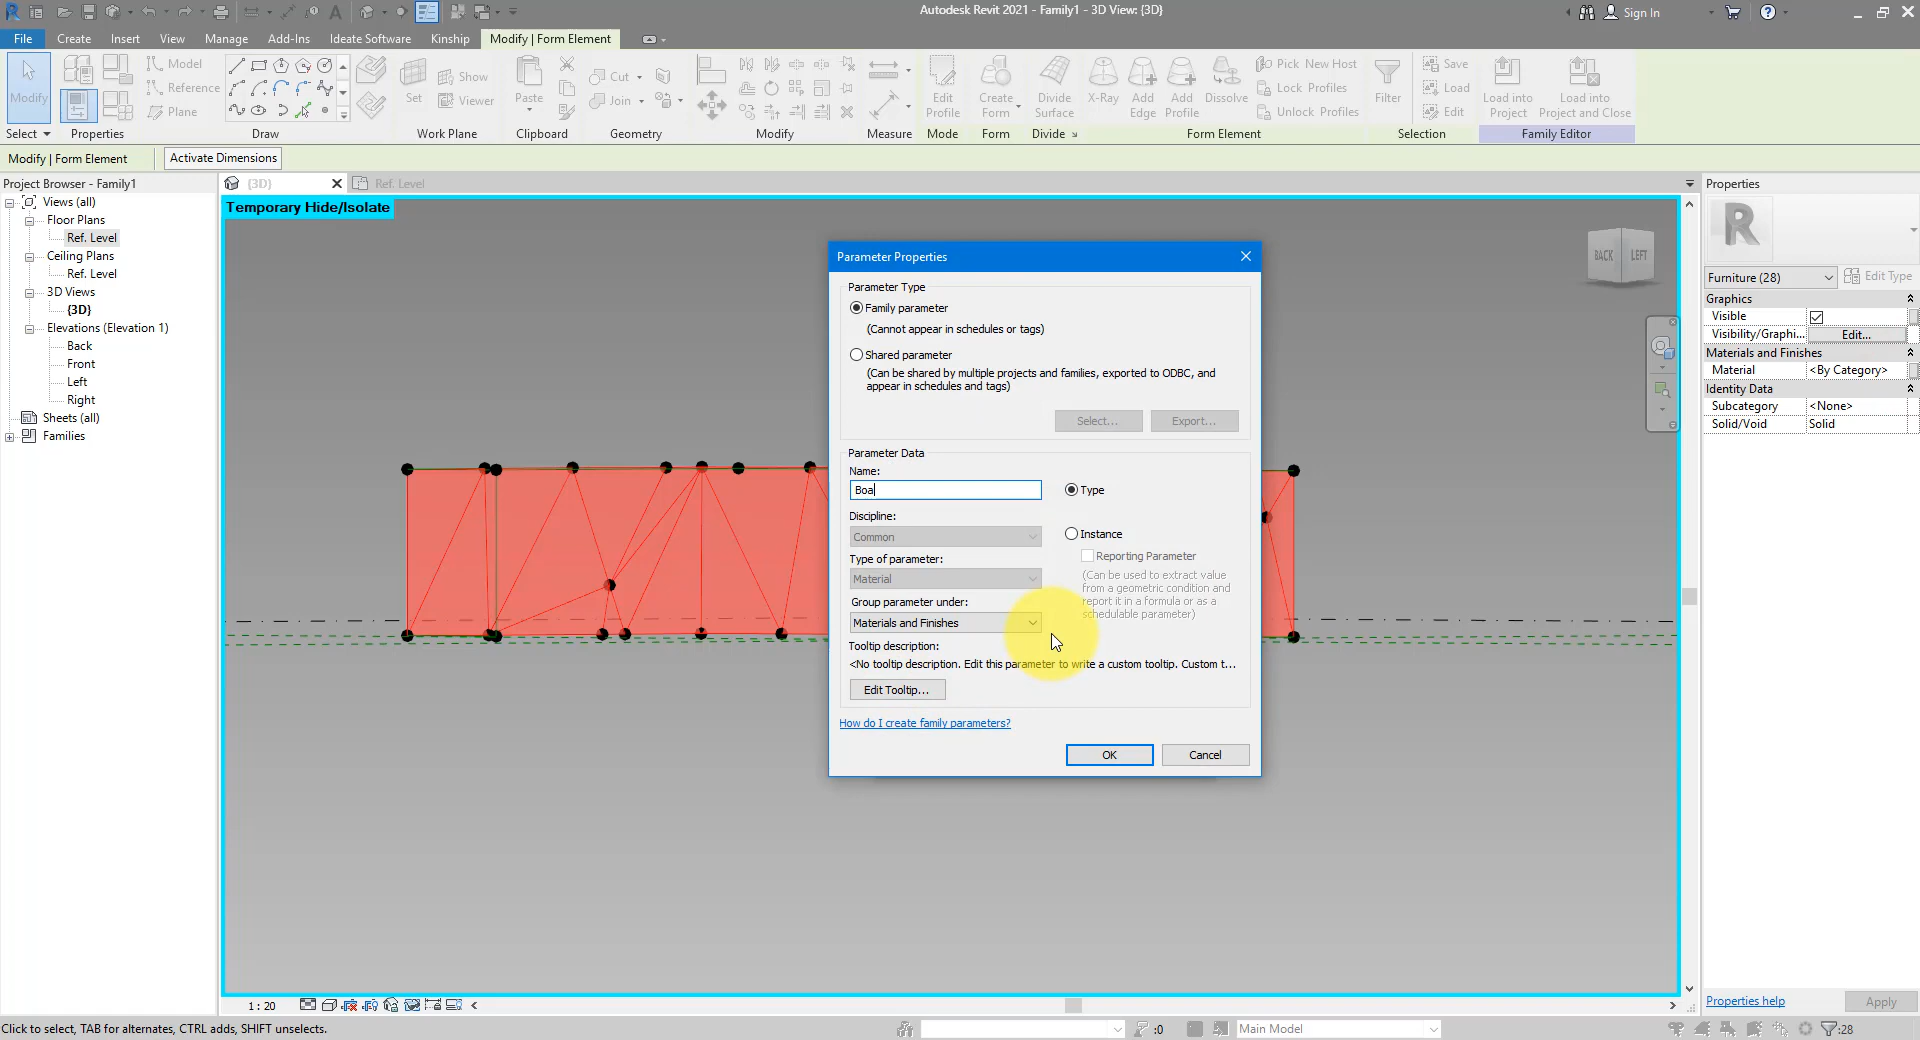 Autodesk Revit 2021 - Family1 - 3D View: {3D}
Sign In
File Create Insert View Manage Add-Ins Ideate Software Kinship Modify | Form Element
Modify
Model
Reference
Plane
Set
Show
Viewer
Paste
Cut
Join
Edit Profile
Create Form
Divide Surface
X-Ray
Add Edge
Add Profile
Dissolve
Pick New Host
Lock Profiles
Unlock Profiles
Filter
Save
Load
Edit
Load into Project
Load into Project and Close
Select Properties Draw Work Plane Clipboard Geometry Modify Measure Mode Form Divide Form Element Selection Family Editor
Modify | Form Element
Activate Dimensions
Project Browser - Family1
Views (all)
Floor Plans
Ref. Level
Ceiling Plans
Ref. Level
3D Views
{3D}
Elevations (Elevation 1)
Back
Front
Left
Right
Sheets (all)
Families
{3D}
Ref. Level
Temporary Hide/Isolate
BACK LEFT
Parameter Properties
Parameter Type
Family parameter
(Cannot appear in schedules or tags)
Shared parameter
(Can be shared by multiple projects and families, exported to ODBC, and
appear in schedules and tags)
Select... Export...
Parameter Data
Name:
Boa
Type
Discipline:
Common
Instance
Reporting Parameter
Type of parameter:
Material
(Can be used to extract value
from a geometric condition and
report it in a formula or as a
schedulable parameter)
Group parameter under:
Materials and Finishes
Tooltip description:
<No tooltip description. Edit this parameter to write a custom tooltip. Custom t...
Edit Tooltip...
How do I create family parameters?
OK Cancel
Properties
R
Furniture (28)
Edit Type
Graphics
Visible
Visibility/Graphi... Edit...
Materials and Finishes
Material <By Category>
Identity Data
Subcategory <None>
Solid/Void Solid
Properties help
Apply
1 : 20
Click to select, TAB for alternates, CTRL adds, SHIFT unselects.
:0
Main Model
:28